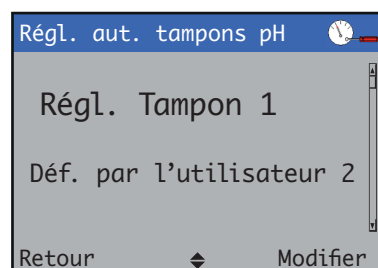 Régl. aut. tampons pH
Régl. Tampon 1
Déf. par l'utilisateur 2
Retour Modifier